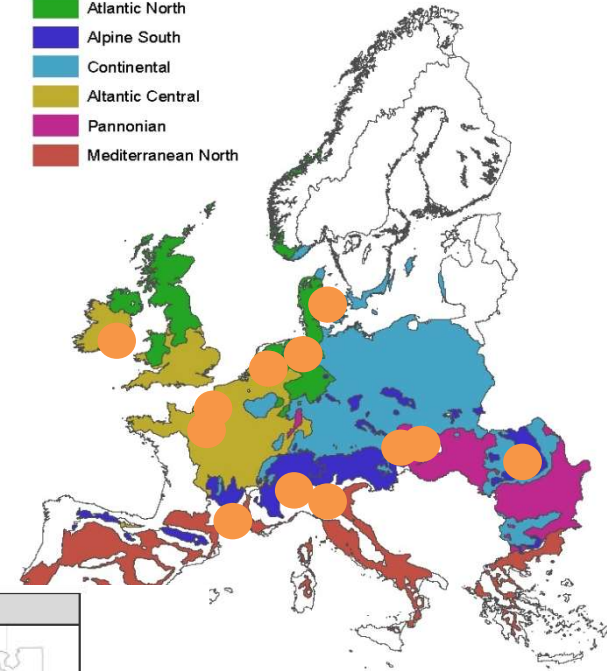 Atlantic North
Alpine South
Continental
Altantic Central
Pannonian
Mediterranean North